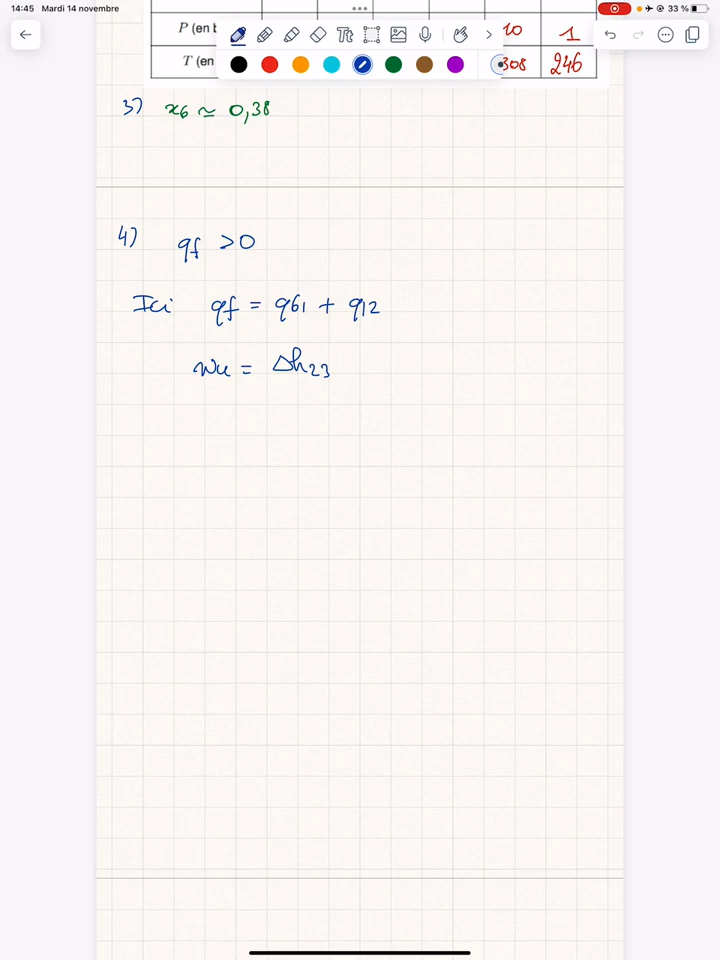 14:45 Mardi 14 novembre
33 %
P (en b
10 1
T (en
308 246
3) x6 ≃ 0,38
4) qf >0
Ici qf = q61 + q12
wu = Δh23